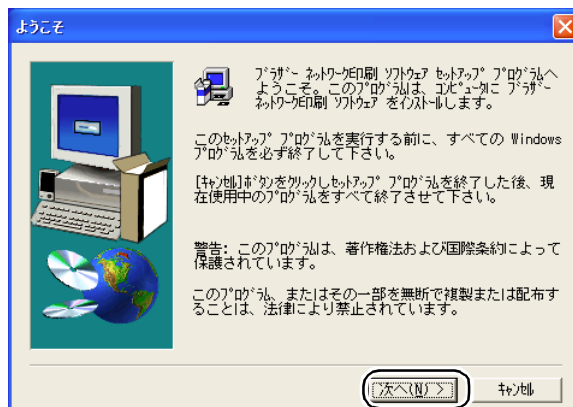 ようこそ
ﾌﾞﾗｻﾞｰ ﾈｯﾄﾜｰｸ印刷 ｿﾌﾄｳｪｱ ｾｯﾄｱｯﾌﾟ ﾌﾟﾛｸﾞﾗﾑへ
ようこそ。このﾌﾟﾛｸﾞﾗﾑは、ｺﾝﾋﾟｭｰﾀに ﾌﾞﾗｻﾞｰ
ﾈｯﾄﾜｰｸ印刷 ｿﾌﾄｳｪｱ をｲﾝｽﾄｰﾙします。
このｾｯﾄｱｯﾌﾟ ﾌﾟﾛｸﾞﾗﾑを実行する前に、すべての Windows
ﾌﾟﾛｸﾞﾗﾑを必ず終了して下さい。
[ｷｬﾝｾﾙ]ﾎﾞﾀﾝをｸﾘｯｸしｾｯﾄｱｯﾌﾟ ﾌﾟﾛｸﾞﾗﾑを終了した後、現
在使用中のﾌﾟﾛｸﾞﾗﾑをすべて終了させて下さい。
警告: このﾌﾟﾛｸﾞﾗﾑは、著作権法および国際条約によって
保護されています。
このﾌﾟﾛｸﾞﾗﾑ、またはその一部を無断で複製または配布す
ることは、法律により禁止されています。
次へ(N) >
ｷｬﾝｾﾙ